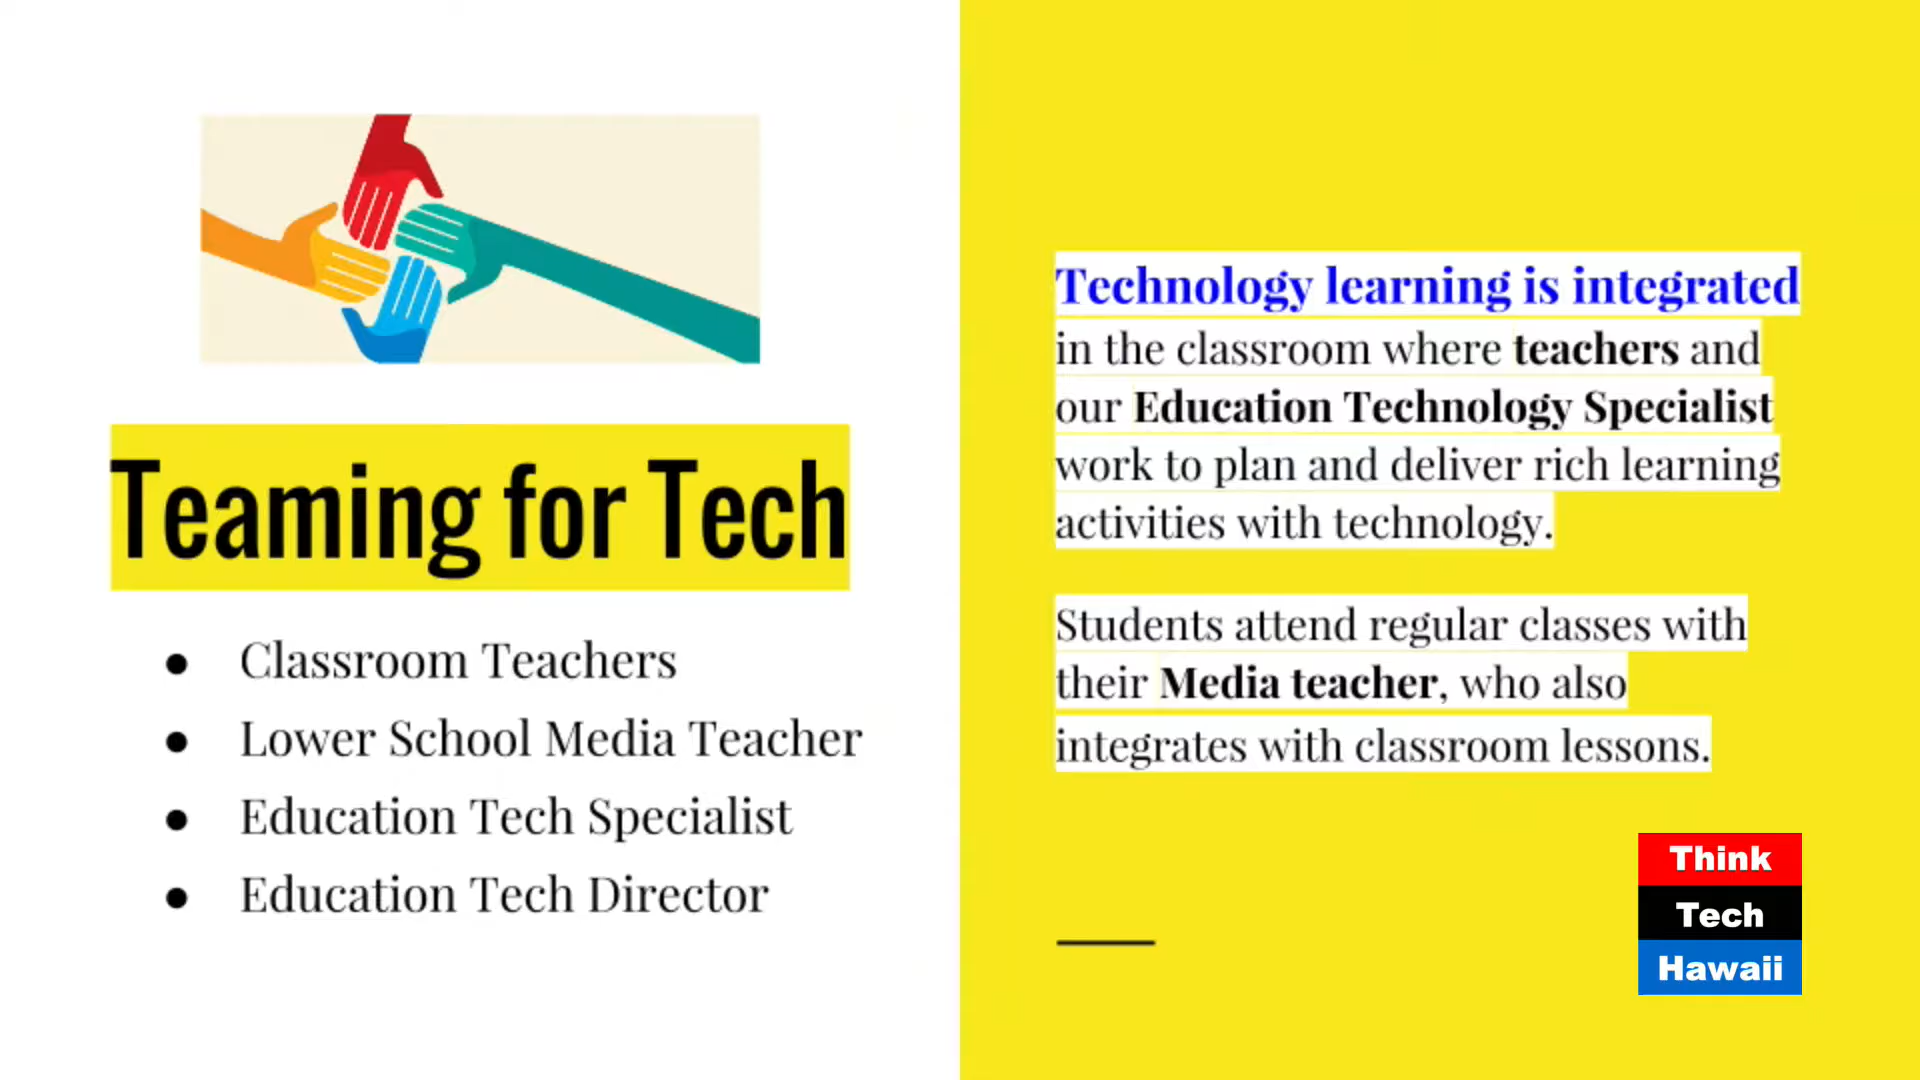 Teaming for Tech
● Classroom Teachers
● Lower School Media Teacher
● Education Tech Specialist
● Education Tech Director
Technology learning is integrated
in the classroom where teachers and
our Education Technology Specialist
work to plan and deliver rich learning
activities with technology.
Students attend regular classes with
their Media teacher, who also
integrates with classroom lessons.
Think
Tech
Hawaii